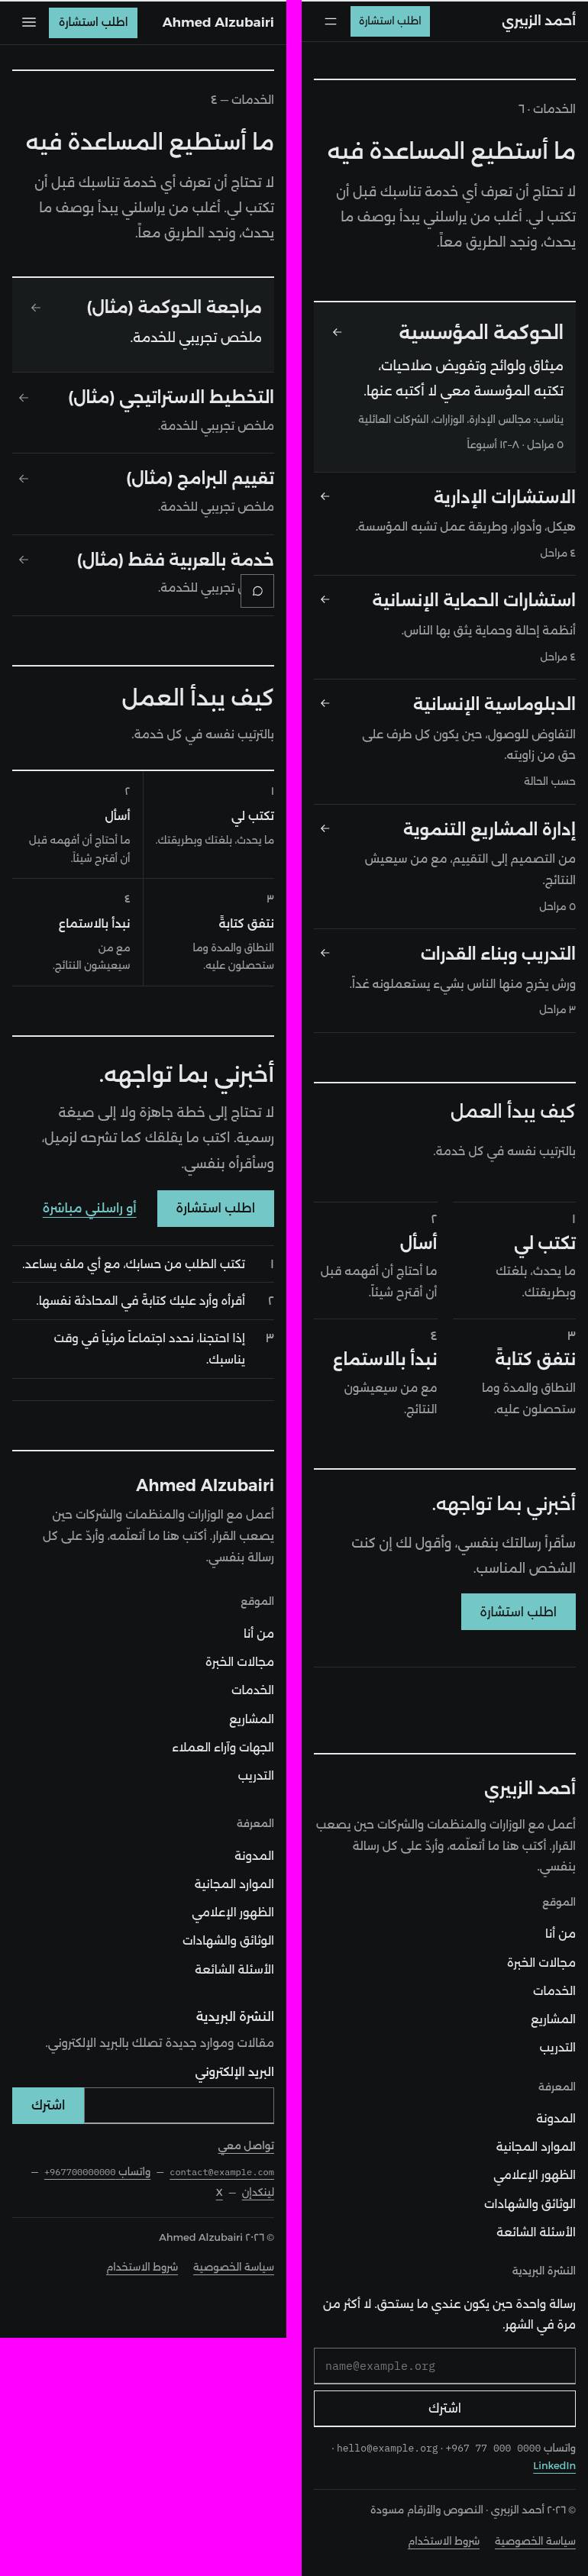 أحمد الزبيري
اطلب استشارة
الخدمات · ٦
ما أستطيع المساعدة فيه
لا تحتاج أن تعرف أي خدمة تناسبك قبل أن
تكتب لي. أغلب من يراسلني يبدأ بوصف ما
يحدث، ونجد الطريق معاً.
الحوكمة المؤسسية
ميثاق ولوائح وتفويض صلاحيات،
تكتبه المؤسسة معي لا أكتبه عنها.
يناسب: مجالس الإدارة، الوزارات، الشركات العائلية
٥ مراحل · ٨–١٢ أسبوعاً
الاستشارات الإدارية
هيكل، وأدوار، وطريقة عمل تشبه المؤسسة.
٤ مراحل
استشارات الحماية الإنسانية
أنظمة إحالة وحماية يثق بها الناس.
٤ مراحل
الدبلوماسية الإنسانية
التفاوض للوصول، حين يكون كل طرف على
حق من زاويته.
حسب الحالة
إدارة المشاريع التنموية
من التصميم إلى التقييم، مع من سيعيش
النتائج.
٥ مراحل
التدريب وبناء القدرات
ورش يخرج منها الناس بشيء يستعملونه غداً.
٣ مراحل
كيف يبدأ العمل
بالترتيب نفسه في كل خدمة.
١
تكتب لي
ما يحدث، بلغتك
وبطريقتك.
٢
أسأل
ما أحتاج أن أفهمه قبل
أن أقترح شيئاً.
٣
نتفق كتابةً
النطاق والمدة وما
ستحصلون عليه.
٤
نبدأ بالاستماع
مع من سيعيشون
النتائج.
أخبرني بما تواجهه.
سأقرأ رسالتك بنفسي، وأقول لك إن كنت
الشخص المناسب.
اطلب استشارة
أحمد الزبيري
أعمل مع الوزارات والمنظمات والشركات حين يصعب
القرار. أكتب هنا ما أتعلّمه، وأردّ على كل رسالة
بنفسي.
الموقع
من أنا
مجالات الخبرة
الخدمات
المشاريع
التدريب
المعرفة
المدونة
الموارد المجانية
الظهور الإعلامي
الوثائق والشهادات
الأسئلة الشائعة
النشرة البريدية
رسالة واحدة حين يكون عندي ما يستحق. لا أكثر من
مرة في الشهر.
name@example.org
اشترك
واتساب 0000 000 77 967+ · hello@example.org ·
LinkedIn
© ٢٠٢٦ أحمد الزبيري · النصوص والأرقام مسودة
سياسة الخصوصية
شروط الاستخدام
Ahmed Alzubairi
اطلب استشارة
الخدمات — ٤
ما أستطيع المساعدة فيه
لا تحتاج أن تعرف أي خدمة تناسبك قبل أن
تكتب لي. أغلب من يراسلني يبدأ بوصف ما
يحدث، ونجد الطريق معاً.
مراجعة الحوكمة (مثال)
ملخص تجريبي للخدمة.
التخطيط الاستراتيجي (مثال)
ملخص تجريبي للخدمة.
تقييم البرامج (مثال)
ملخص تجريبي للخدمة.
خدمة بالعربية فقط (مثال)
تجريبي للخدمة.
كيف يبدأ العمل
بالترتيب نفسه في كل خدمة.
١
تكتب لي
ما يحدث، بلغتك وبطريقتك.
٢
أسأل
ما أحتاج أن أفهمه قبل
أن أقترح شيئاً.
٣
نتفق كتابةً
النطاق والمدة وما
ستحصلون عليه.
٤
نبدأ بالاستماع
مع من
سيعيشون النتائج.
أخبرني بما تواجهه.
لا تحتاج إلى خطة جاهزة ولا إلى صيغة
رسمية. اكتب ما يقلقك كما تشرحه لزميل،
وسأقرأه بنفسي.
اطلب استشارة
أو راسلني مباشرة
١ تكتب الطلب من حسابك، مع أي ملف يساعد.
٢ أقرأه وأرد عليك كتابةً في المحادثة نفسها.
٣ إذا احتجنا، نحدد اجتماعاً مرئياً في وقت
يناسبك.
Ahmed Alzubairi
أعمل مع الوزارات والمنظمات والشركات حين
يصعب القرار. أكتب هنا ما أتعلّمه، وأردّ على كل
رسالة بنفسي.
الموقع
من أنا
مجالات الخبرة
الخدمات
المشاريع
الجهات وآراء العملاء
التدريب
المعرفة
المدونة
الموارد المجانية
الظهور الإعلامي
الوثائق والشهادات
الأسئلة الشائعة
النشرة البريدية
مقالات وموارد جديدة تصلك بالبريد الإلكتروني.
البريد الإلكتروني
اشترك
تواصل معي
contact@example.com — واتساب 967700000000+ —
لينكدإن — X
© ٢٠٢٦ Ahmed Alzubairi
سياسة الخصوصية
شروط الاستخدام